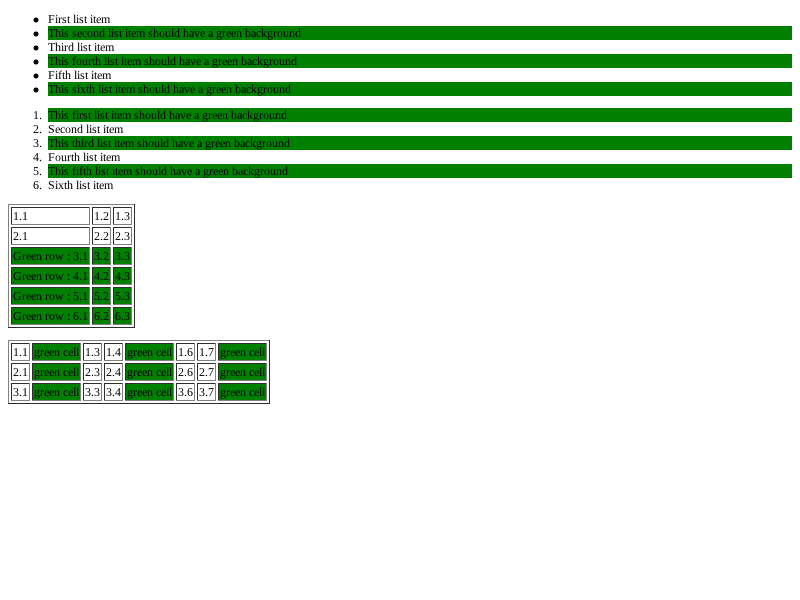 ● First list item
● This second list item should have a green background
● Third list item
● This fourth list item should have a green background
● Fifth list item
● This sixth list item should have a green background
1. This first list item should have a green background
2. Second list item
3. This third list item should have a green background
4. Fourth list item
5. This fifth list item should have a green background
6. Sixth list item
1.1 1.2 1.3
2.1 2.2 2.3
Green row : 3.1 3.2 3.3
Green row : 4.1 4.2 4.3
Green row : 5.1 5.2 5.3
Green row : 6.1 6.2 6.3
1.1 green cell 1.3 1.4 green cell 1.6 1.7 green cell
2.1 green cell 2.3 2.4 green cell 2.6 2.7 green cell
3.1 green cell 3.3 3.4 green cell 3.6 3.7 green cell